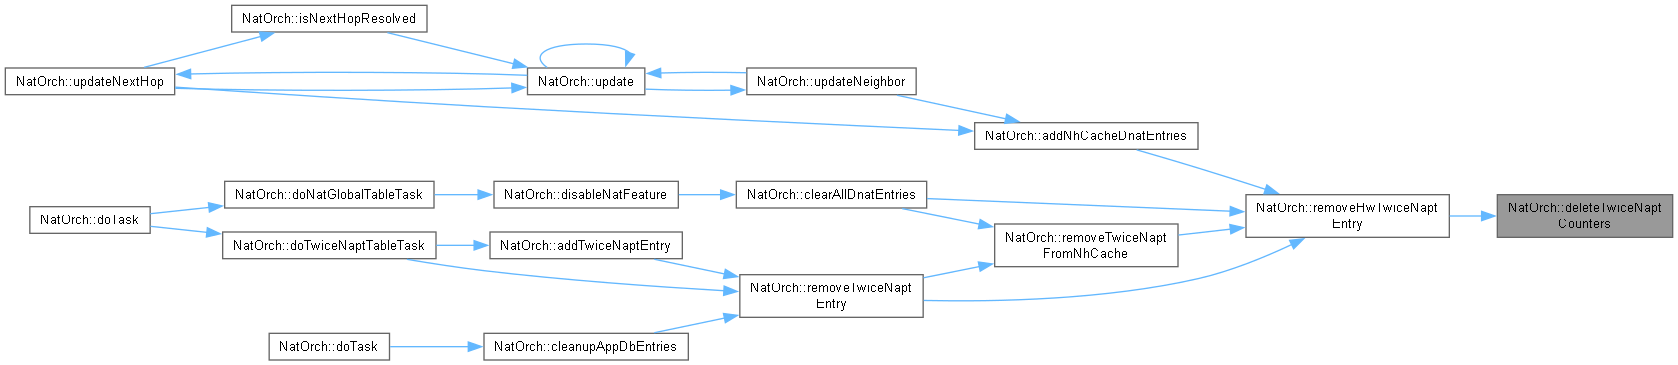 NatOrch::isNextHopResolved
NatOrch::updateNextHop
NatOrch::update
NatOrch::updateNeighbor
NatOrch::addNhCacheDnatEntries
NatOrch::doNatGlobalTableTask
NatOrch::disableNatFeature
NatOrch::clearAllDnatEntries
NatOrch::doTask
NatOrch::removeHwTwiceNapt
Entry
NatOrch::deleteTwiceNapt
Counters
NatOrch::doTwiceNaptTableTask
NatOrch::addTwiceNaptEntry
NatOrch::removeTwiceNapt
FromNhCache
NatOrch::removeTwiceNapt
Entry
NatOrch::doTask
NatOrch::cleanupAppDbEntries